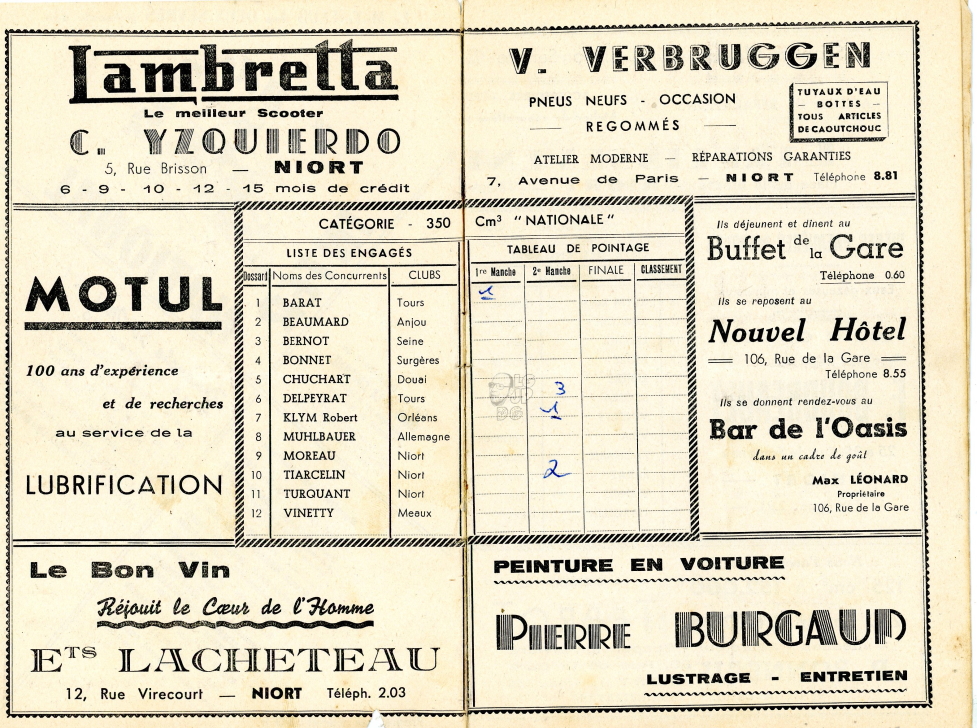 Lambretta
Le meilleur Scooter
C. YZQUIERDO
5, Rue Brisson — NIORT
6 - 9 - 10 - 12 - 15 mois de crédit
V. VERBRUGGEN
PNEUS NEUFS - OCCASION
— REGOMMÉS —
TUYAUX D'EAU
— BOTTES —
TOUS ARTICLES
DE CAOUTCHOUC
ATELIER MODERNE — RÉPARATIONS GARANTIES
7, Avenue de Paris — NIORT Téléphone 8.81
MOTUL
100 ans d'expérience
et de recherches
au service de la
LUBRIFICATION
CATÉGORIE - 350 Cm³ "NATIONALE"
LISTE DES ENGAGÉS
TABLEAU DE POINTAGE
Dossard Noms des Concurrents CLUBS 1re Manche 2e Manche FINALE CLASSEMENT
1 BARAT Tours 1
2 BEAUMARD Anjou
3 BERNOT Seine
4 BONNET Surgères
5 CHUCHART Douai
6 DELPEYRAT Tours 3
7 KLYM Robert Orléans 1
8 MUHLBAUER Allemagne
9 MOREAU Niort
10 TIARCELIN Niort 2
11 TURQUANT Niort
12 VINETTY Meaux
Ils déjeunent et dinent au
Buffet de la Gare
Téléphone 0.60
Ils se reposent au
Nouvel Hôtel
106, Rue de la Gare
Téléphone 8.55
Ils se donnent rendez-vous au
Bar de l'Oasis
dans un cadre de goût
Max LÉONARD
Propriétaire
106, Rue de la Gare
Le Bon Vin
Réjouit le Cœur de l'Homme
ETS LACHETEAU
12, Rue Virecourt — NIORT Téléph. 2.03
PEINTURE EN VOITURE
PIERRE BURGAUD
LUSTRAGE - ENTRETIEN